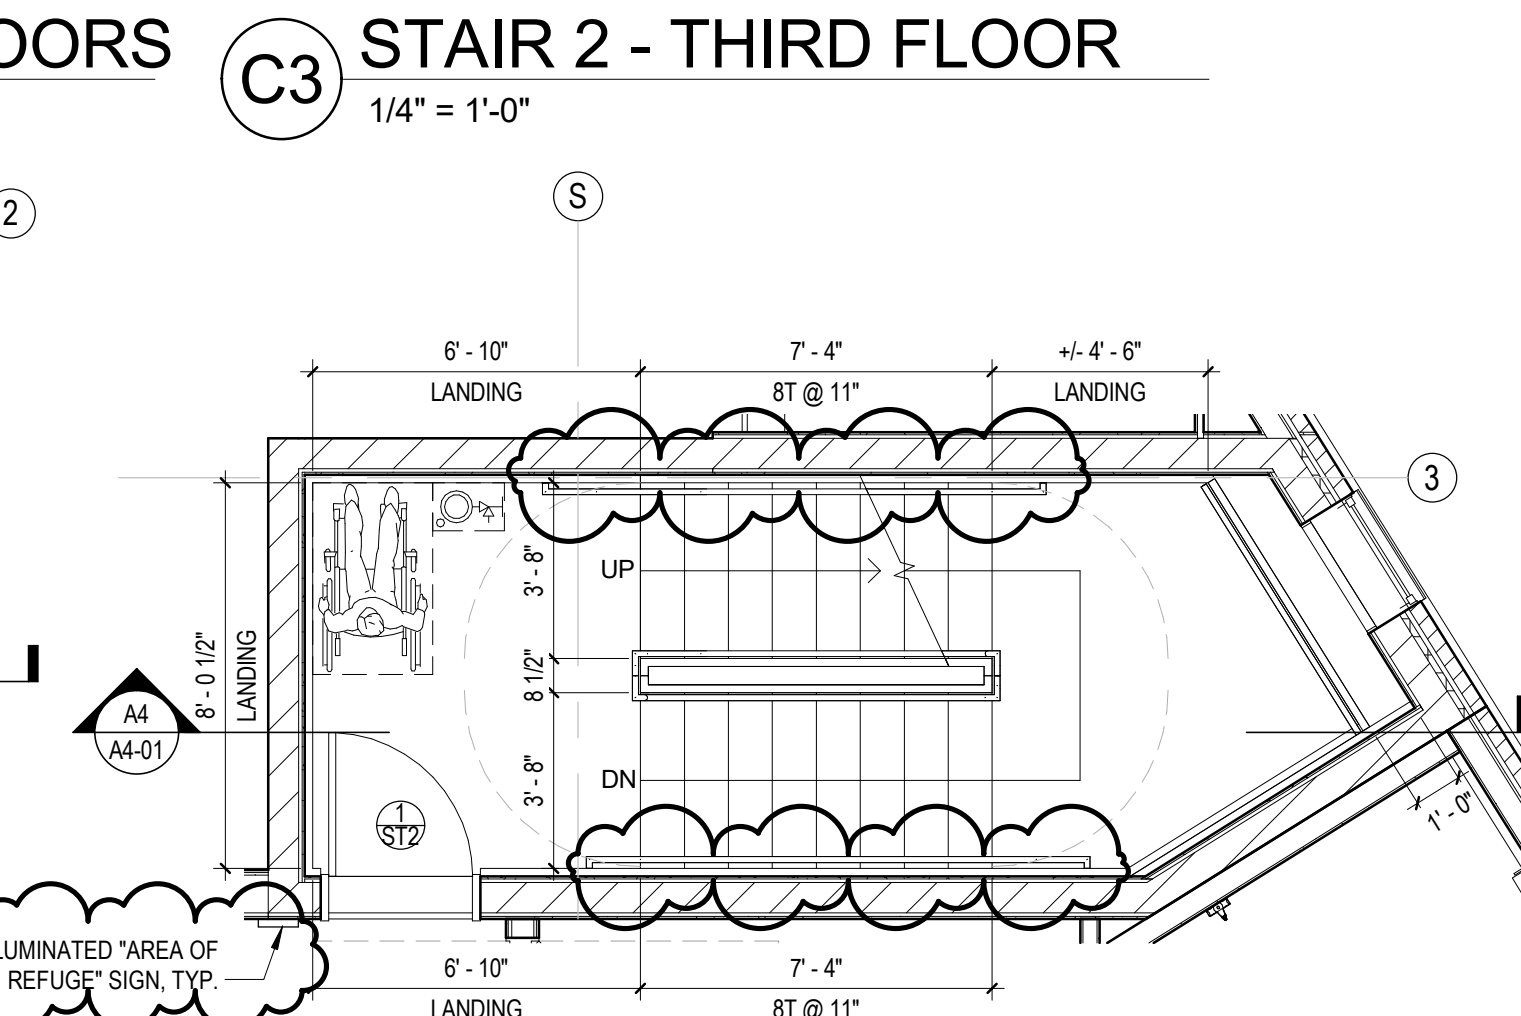 OORS
C3
STAIR 2 - THIRD FLOOR
1/4" = 1'-0"
2
S
6' - 10"
7' - 4"
+/- 4' - 6"
LANDING
8T @ 11"
LANDING
3
3' - 8"
UP
8' - 0 1/2"
LANDING
8 1/2"
A4
A4-01
3' - 8"
DN
1
ST2
1' - 0"
LUMINATED "AREA OF
REFUGE" SIGN, TYP.
6' - 10"
7' - 4"
LANDING
8T @ 11"